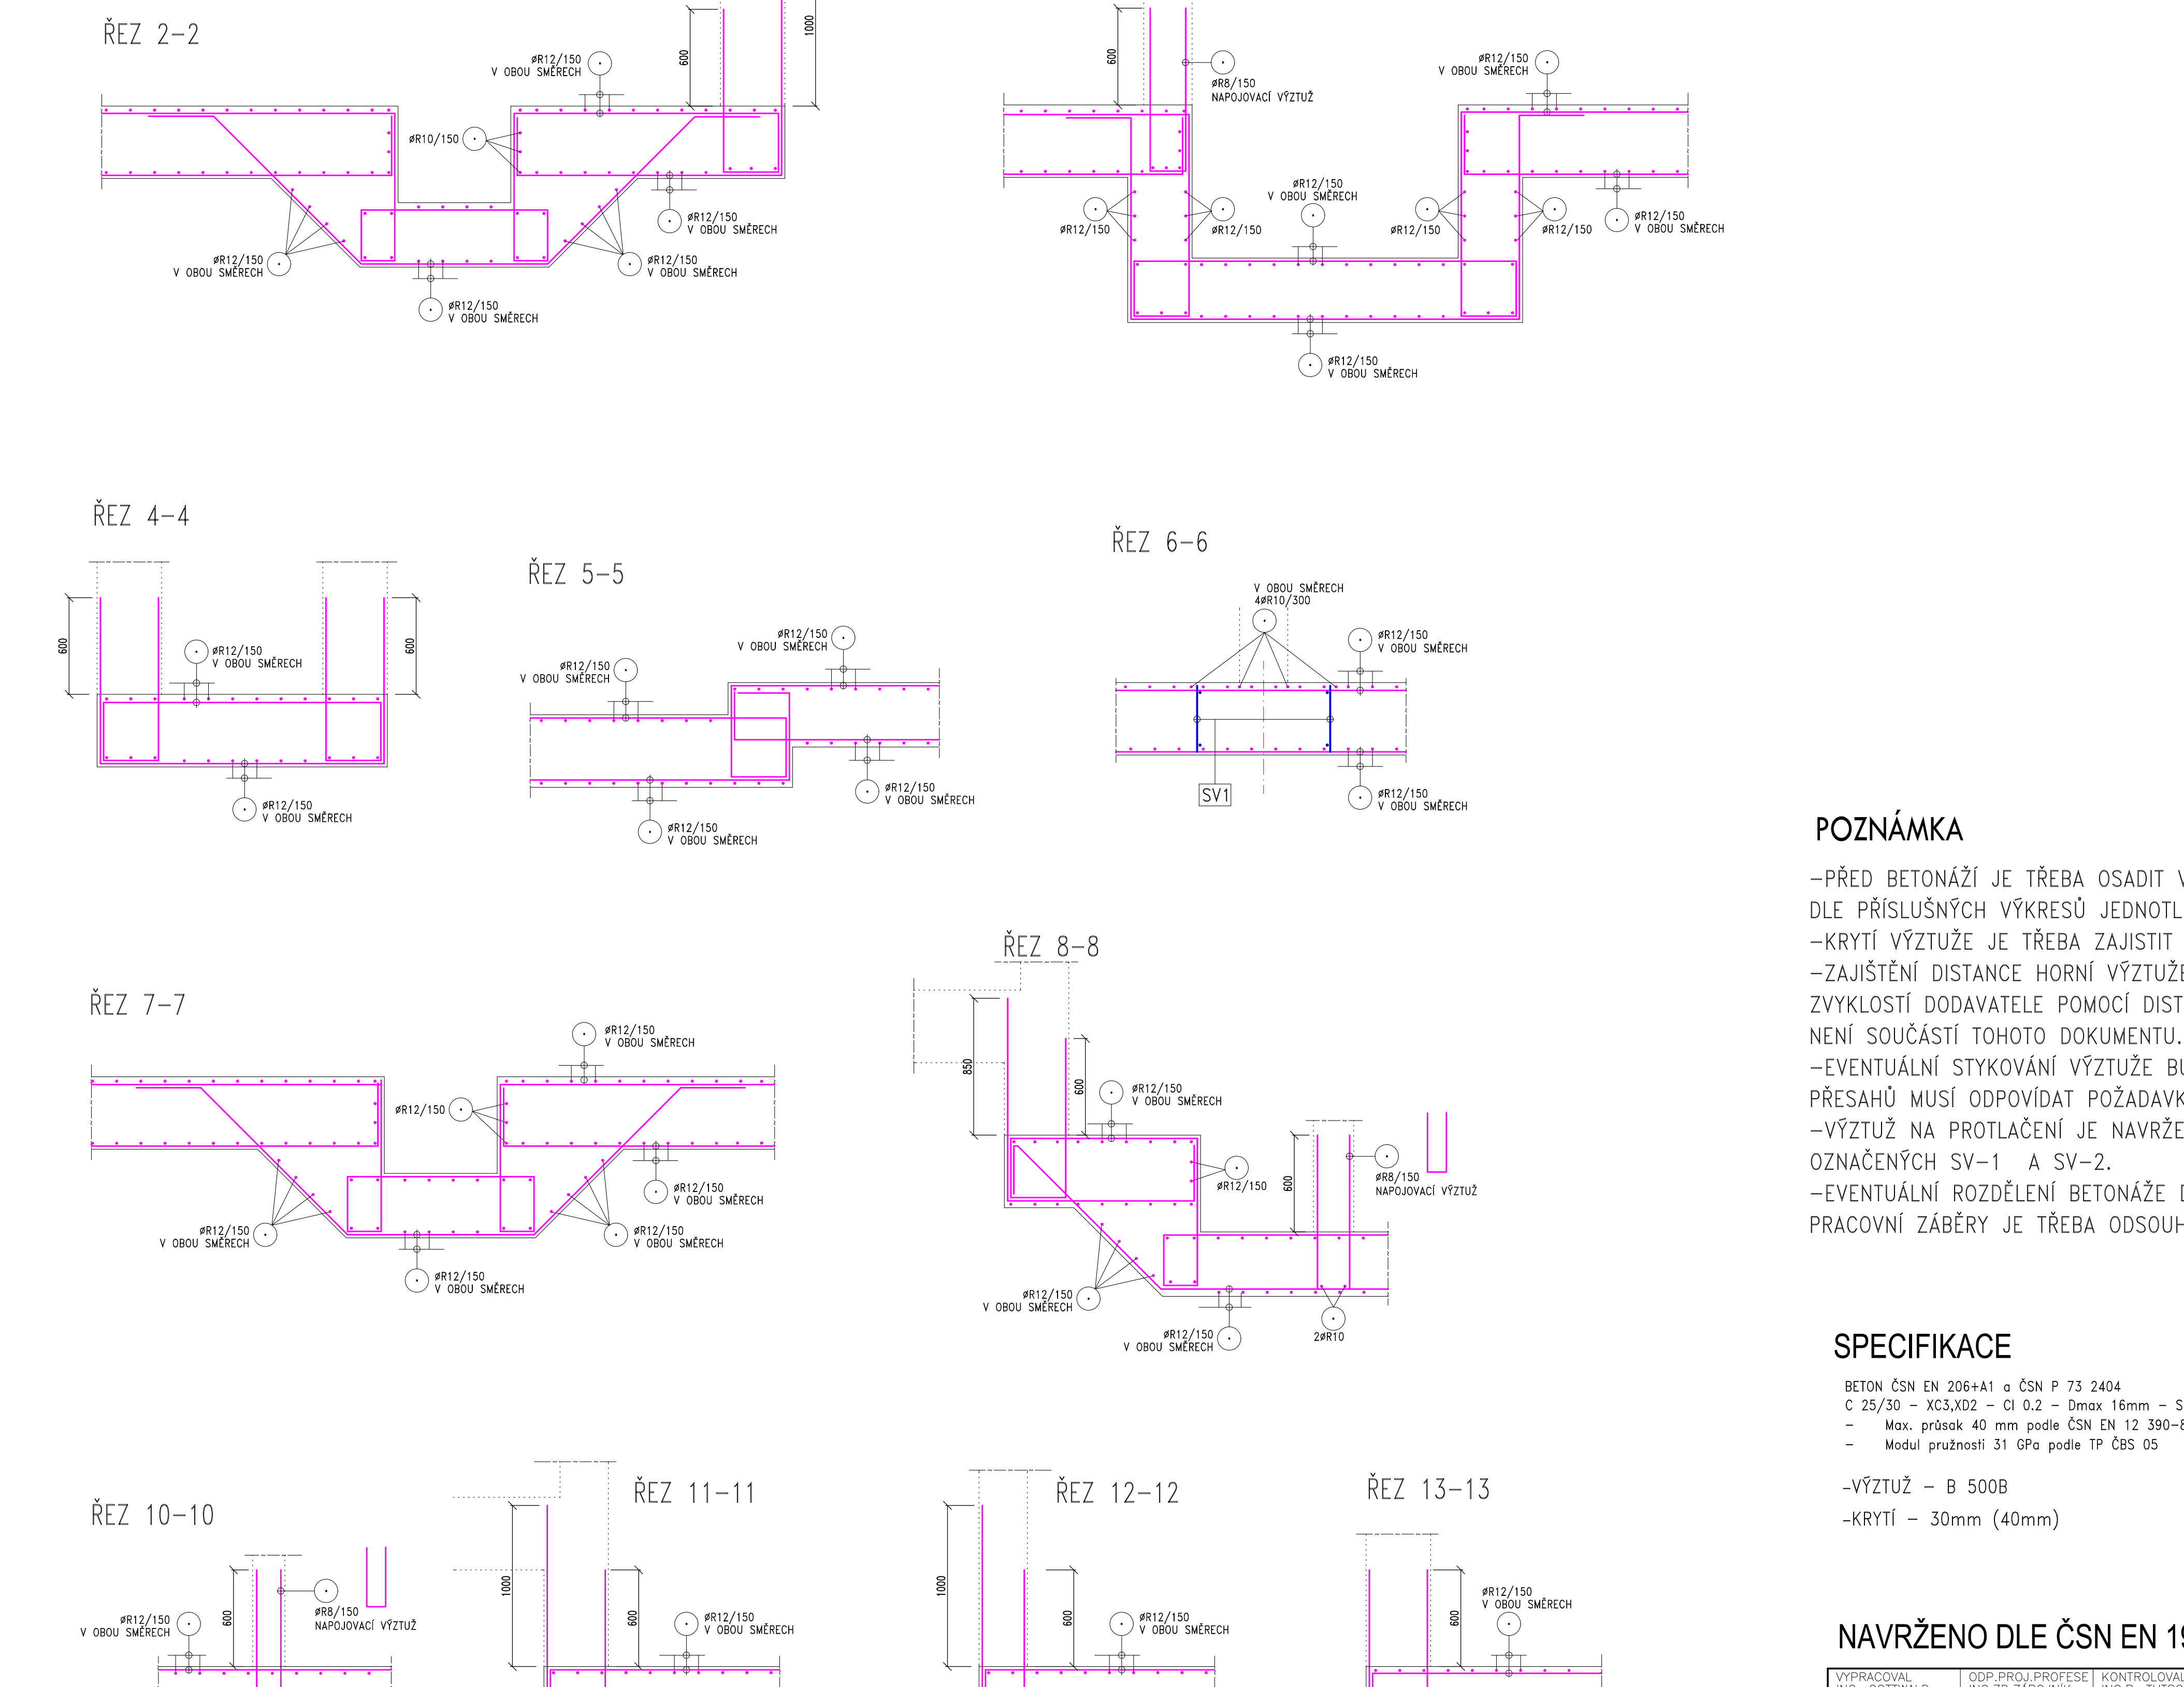 ŘEZ 2-2
600
1000
øR12/150
V OBOU SMĚRECH
øR10/150
øR12/150
V OBOU SMĚRECH
øR12/150
V OBOU SMĚRECH
øR12/150
V OBOU SMĚRECH
øR12/150
V OBOU SMĚRECH
600
øR8/150
NAPOJOVACÍ VÝZTUŽ
øR12/150
V OBOU SMĚRECH
øR12/150
V OBOU SMĚRECH
øR12/150
øR12/150
øR12/150
øR12/150
øR12/150
V OBOU SMĚRECH
øR12/150
V OBOU SMĚRECH
ŘEZ 4-4
600
øR12/150
V OBOU SMĚRECH
600
øR12/150
V OBOU SMĚRECH
ŘEZ 5-5
øR12/150
V OBOU SMĚRECH
øR12/150
V OBOU SMĚRECH
øR12/150
V OBOU SMĚRECH
øR12/150
V OBOU SMĚRECH
ŘEZ 6-6
V OBOU SMĚRECH
4øR10/300
øR12/150
V OBOU SMĚRECH
SV1
øR12/150
V OBOU SMĚRECH
ŘEZ 7-7
øR12/150
V OBOU SMĚRECH
øR12/150
øR12/150
V OBOU SMĚRECH
øR12/150
V OBOU SMĚRECH
øR12/150
V OBOU SMĚRECH
øR12/150
V OBOU SMĚRECH
ŘEZ 8-8
850
600
øR12/150
V OBOU SMĚRECH
øR12/150
600
øR8/150
NAPOJOVACÍ VÝZTUŽ
øR12/150
V OBOU SMĚRECH
øR12/150
V OBOU SMĚRECH
2øR10
ŘEZ 10-10
øR12/150
V OBOU SMĚRECH
600
øR8/150
NAPOJOVACÍ VÝZTUŽ
ŘEZ 11-11
1000
600
øR12/150
V OBOU SMĚRECH
ŘEZ 12-12
1000
600
øR12/150
V OBOU SMĚRECH
ŘEZ 13-13
600
øR12/150
V OBOU SMĚRECH
POZNÁMKA
-PŘED BETONÁŽÍ JE TŘEBA OSADIT V
DLE PŘÍSLUŠNÝCH VÝKRESŮ JEDNOTL
-KRYTÍ VÝZTUŽE JE TŘEBA ZAJISTIT
-ZAJIŠTĚNÍ DISTANCE HORNÍ VÝZTUŽE
ZVYKLOSTÍ DODAVATELE POMOCÍ DIST
NENÍ SOUČÁSTÍ TOHOTO DOKUMENTU.
-EVENTUÁLNÍ STYKOVÁNÍ VÝZTUŽE BU
PŘESAHŮ MUSÍ ODPOVÍDAT POŽADAVK
-VÝZTUŽ NA PROTLAČENÍ JE NAVRŽE
OZNAČENÝCH SV-1 A SV-2.
-EVENTUÁLNÍ ROZDĚLENÍ BETONÁŽE D
PRACOVNÍ ZÁBĚRY JE TŘEBA ODSOUH
SPECIFIKACE
BETON ČSN EN 206+A1 a ČSN P 73 2404
C 25/30 - XC3,XD2 - Cl 0.2 - Dmax 16mm - S
- Max. průsak 40 mm podle ČSN EN 12 390-8
- Modul pružnosti 31 GPa podle TP ČBS 05
-VÝZTUŽ - B 500B
-KRYTÍ - 30mm (40mm)
NAVRŽENO DLE ČSN EN 19
VYPRACOVAL ODP.PROJ.PROFESE KONTROLOVAL